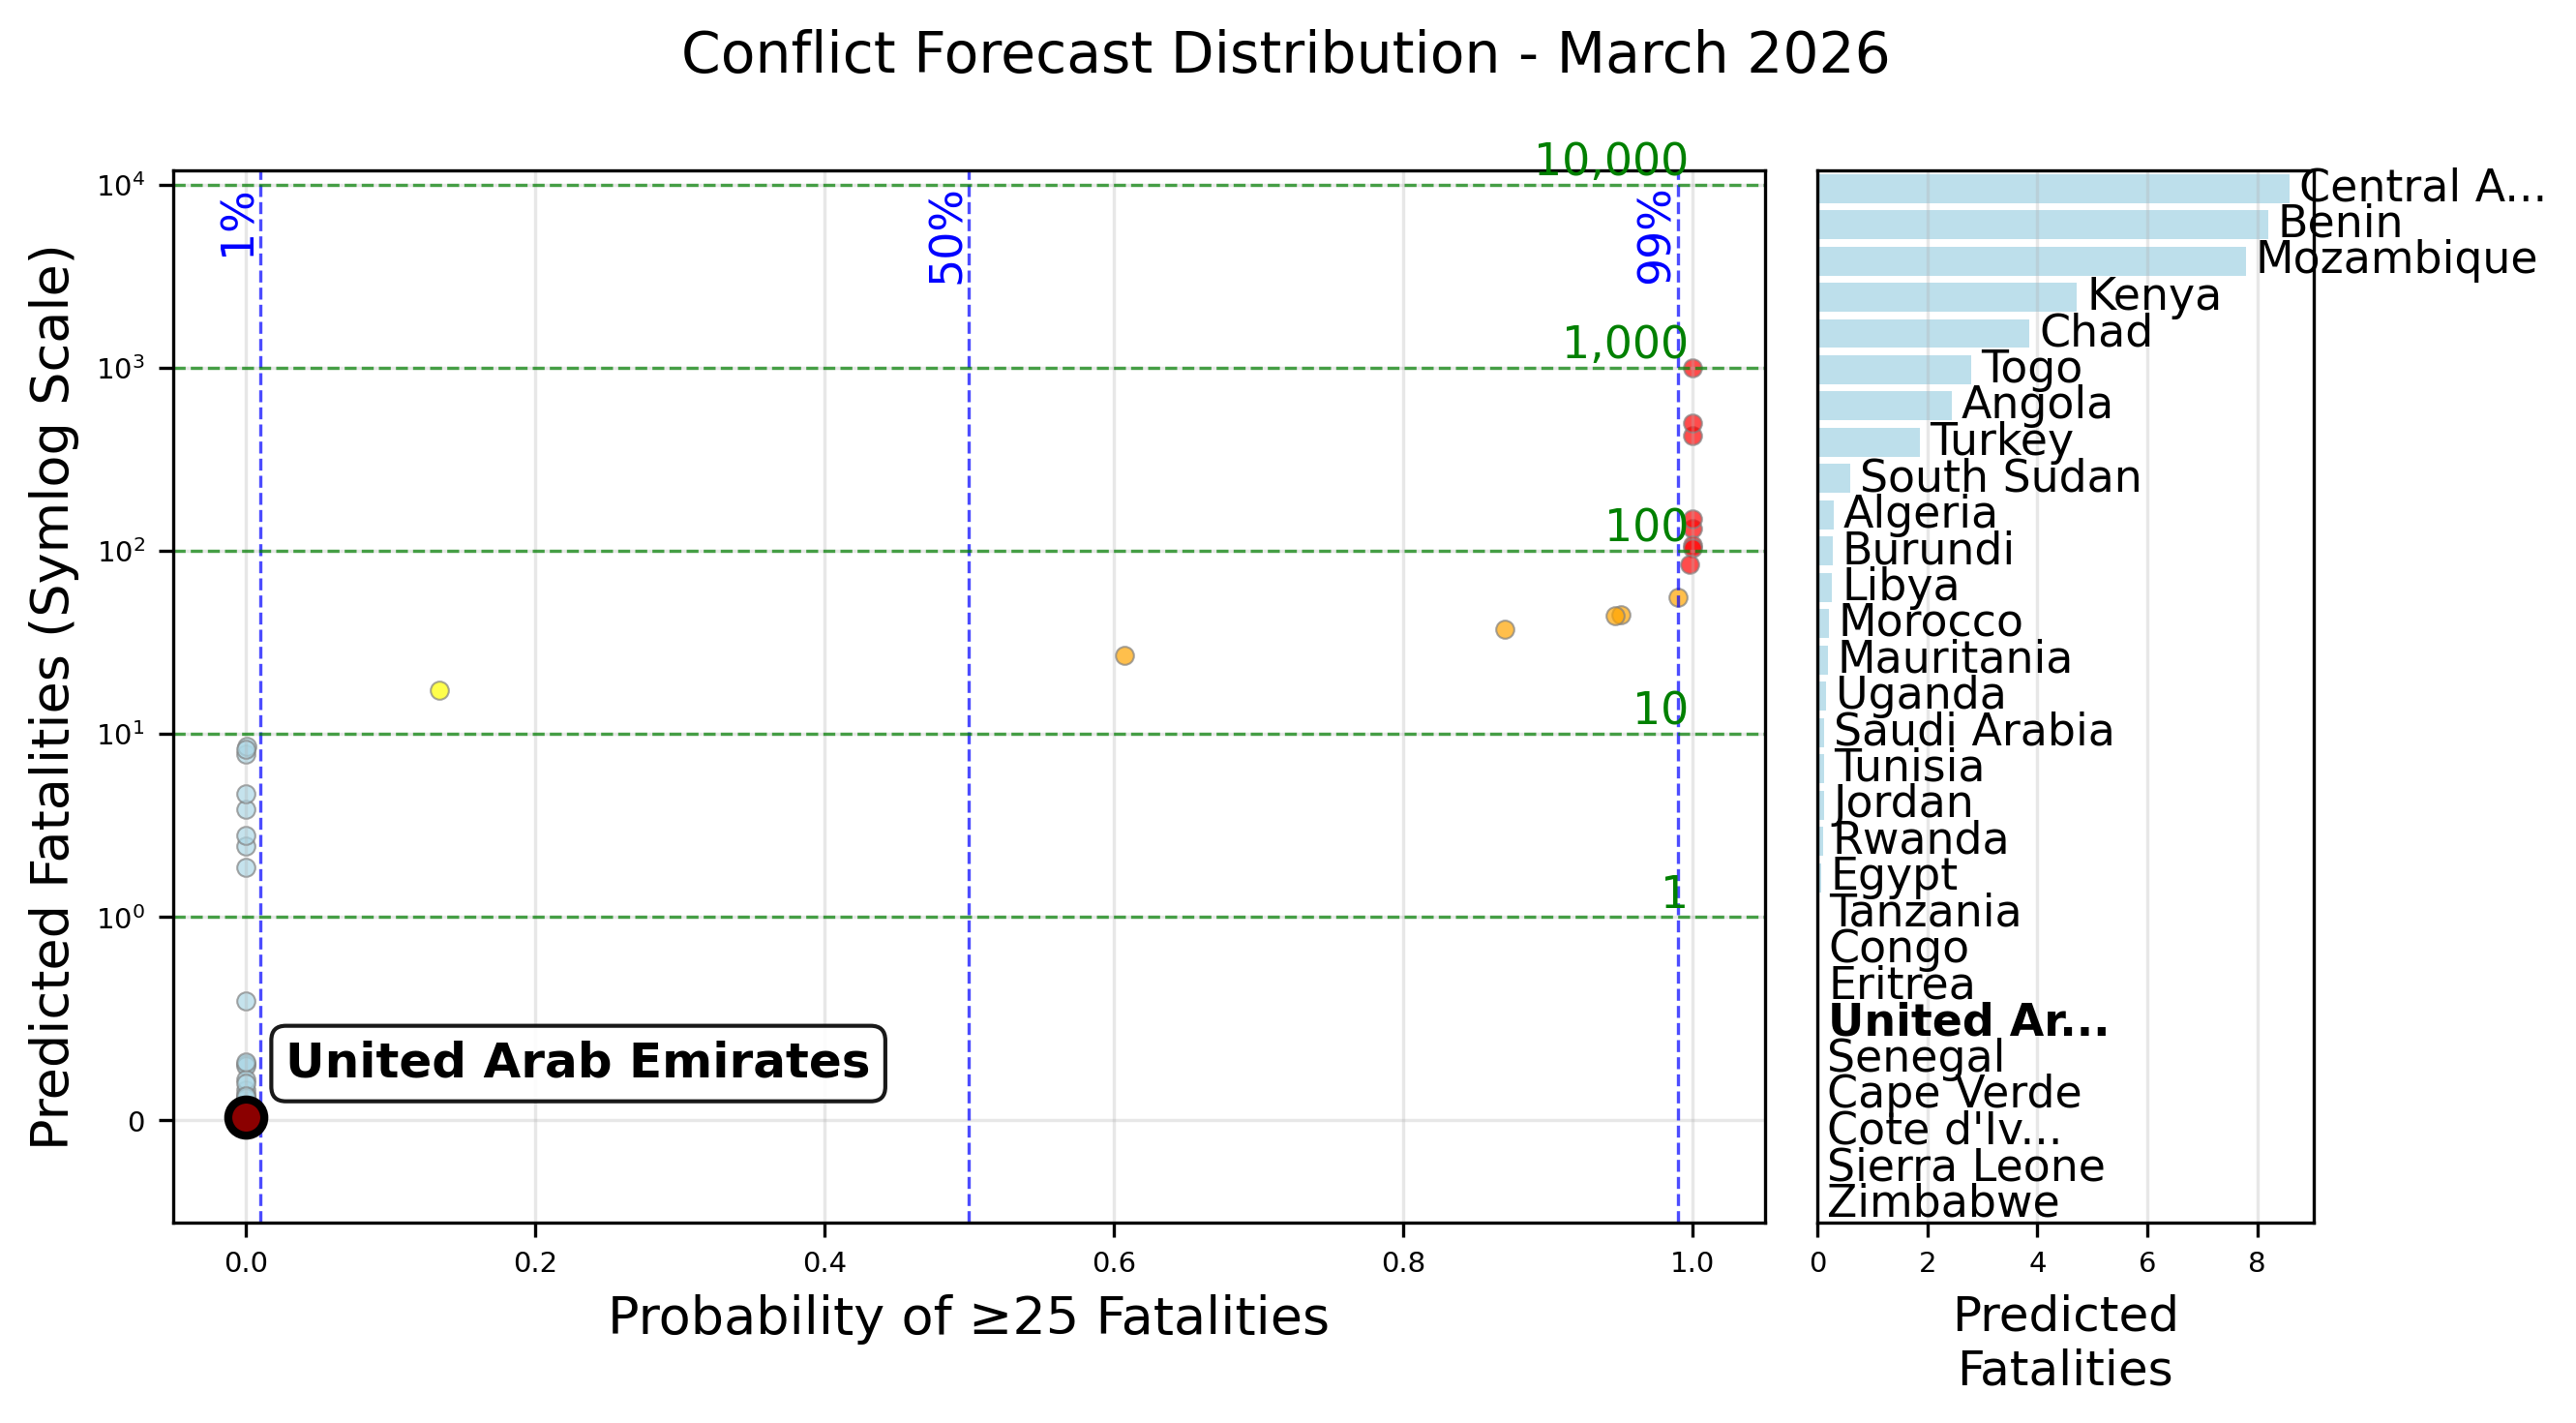 Conflict Forecast Distribution - March 2026
Predicted Fatalities (Symlog Scale)
10⁴
10³
10²
10¹
10⁰
0
1%
50%
99%
10,000
1,000
100
10
1
United Arab Emirates
0.0
0.2
0.4
0.6
0.8
1.0
Probability of ≥25 Fatalities
Central A...
Benin
Mozambique
Kenya
Chad
Togo
Angola
Turkey
South Sudan
Algeria
Burundi
Libya
Morocco
Mauritania
Uganda
Saudi Arabia
Tunisia
Jordan
Rwanda
Egypt
Tanzania
Congo
Eritrea
United Ar...
Senegal
Cape Verde
Cote d'Iv...
Sierra Leone
Zimbabwe
0
2
4
6
8
Predicted
Fatalities